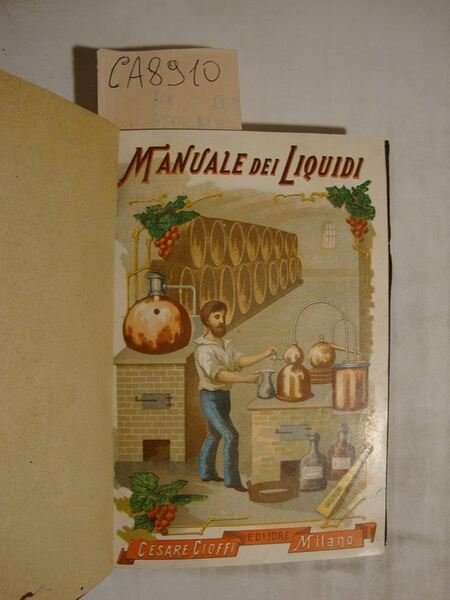 CA8910
MANUALE DEI LIQUIDI
CESARE CIOFFI EDITORE Milano